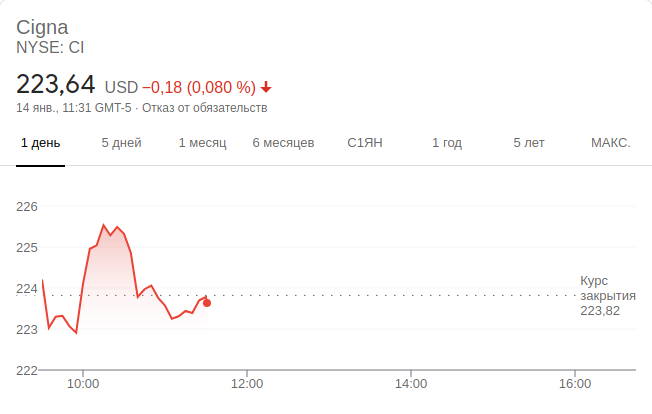 Cigna
NYSE: CI
223,64 USD −0,18 (0,080 %)
14 янв., 11:31 GMT-5 · Отказ от обязательств
1 день 5 дней 1 месяц 6 месяцев С1ЯН 1 год 5 лет МАКС.
226
225
224
223
222
Курс
закрытия
223,82
10:00 12:00 14:00 16:00